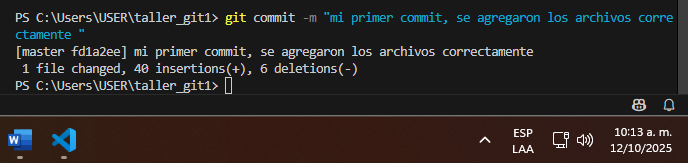 PS C:\Users\USER\taller_git1> git commit -m "mi primer commit, se agregaron los archivos corre
ctamente "
[master fd1a2ee] mi primer commit, se agregaron los archivos correctamente
 1 file changed, 40 insertions(+), 6 deletions(-)
PS C:\Users\USER\taller_git1>
ESP
LAA
10:13 a. m.
12/10/2025